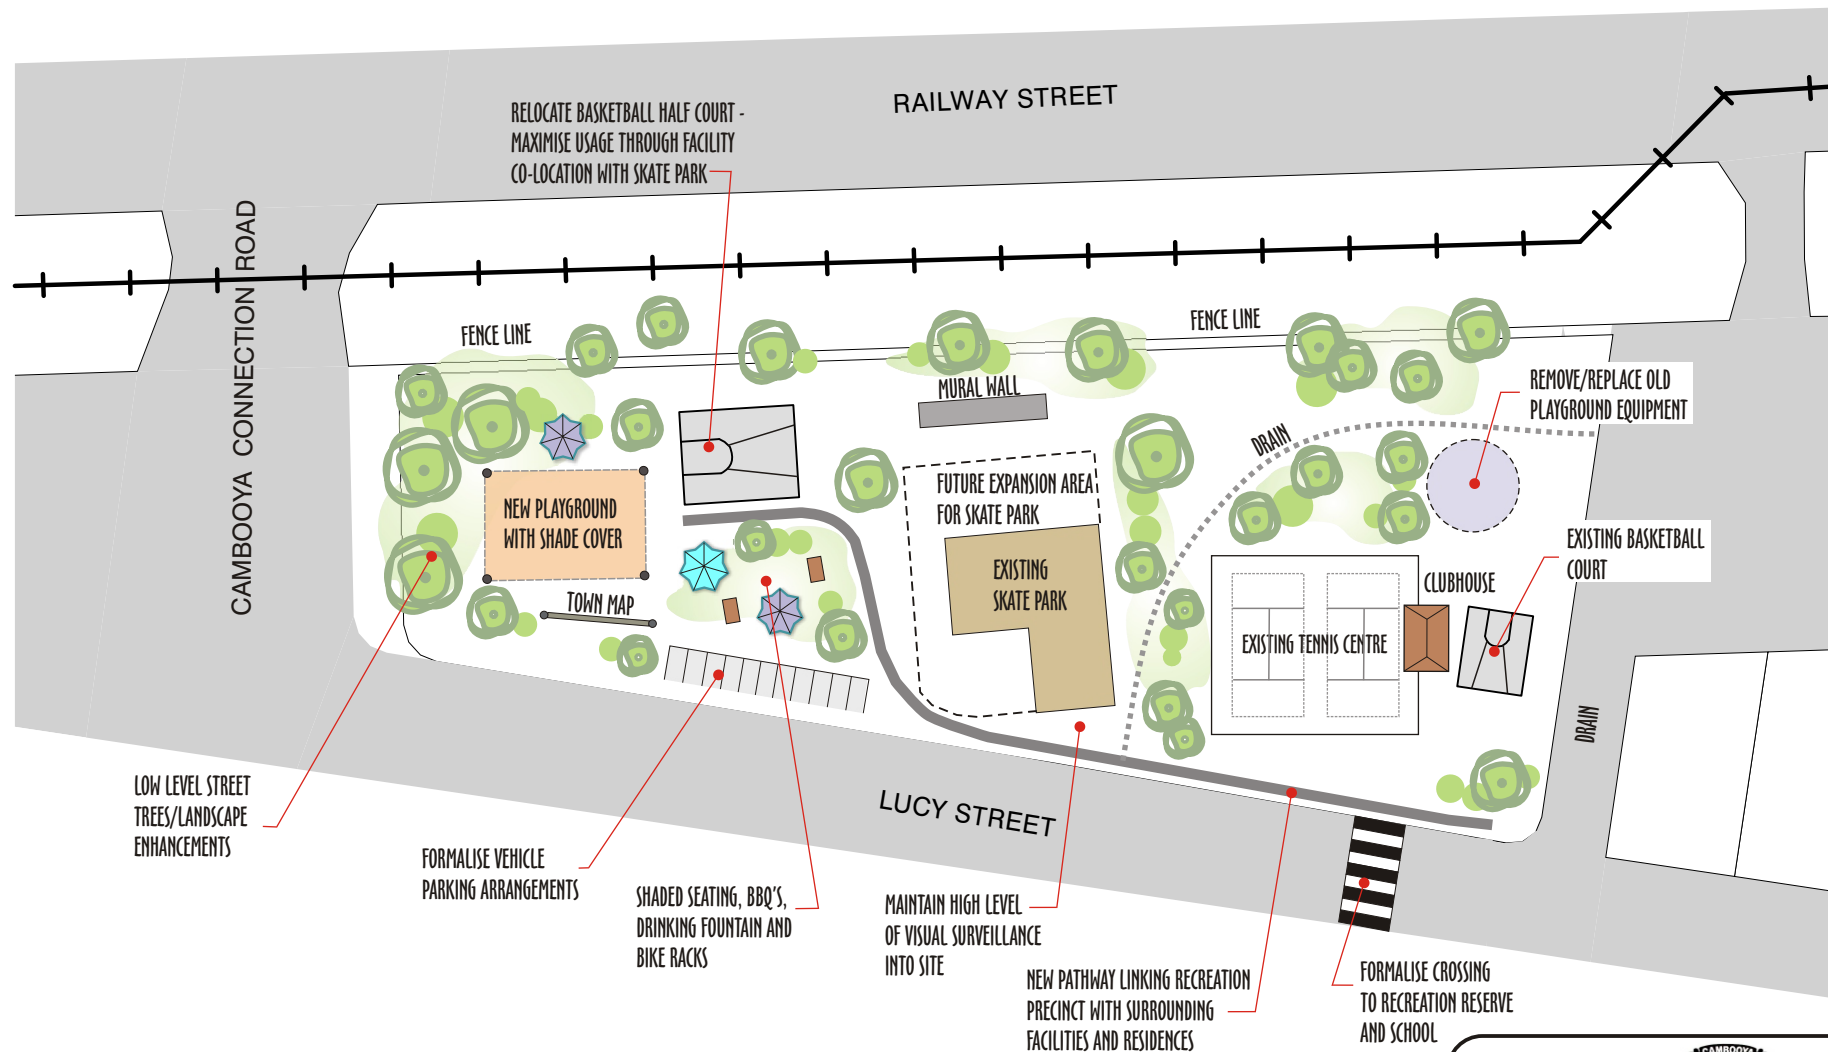 RAILWAY STREET
RELOCATE BASKETBALL HALF COURT -
MAXIMISE USAGE THROUGH FACILITY
CO-LOCATION WITH SKATE PARK
CAMBOOYA CONNECTION ROAD
FENCE LINE
FENCE LINE
MURAL WALL
REMOVE/REPLACE OLD
PLAYGROUND EQUIPMENT
DRAIN
FUTURE EXPANSION AREA
FOR SKATE PARK
NEW PLAYGROUND
WITH SHADE COVER
EXISTING BASKETBALL
COURT
EXISTING
SKATE PARK
CLUBHOUSE
TOWN MAP
EXISTING TENNIS CENTRE
DRAIN
LUCY STREET
LOW LEVEL STREET
TREES/LANDSCAPE
ENHANCEMENTS
FORMALISE VEHICLE
PARKING ARRANGEMENTS
SHADED SEATING, BBQ'S,
DRINKING FOUNTAIN AND
BIKE RACKS
MAINTAIN HIGH LEVEL
OF VISUAL SURVEILLANCE
INTO SITE
NEW PATHWAY LINKING RECREATION
PRECINCT WITH SURROUNDING
FACILITIES AND RESIDENCES
FORMALISE CROSSING
TO RECREATION RESERVE
AND SCHOOL
CAMBOOYA